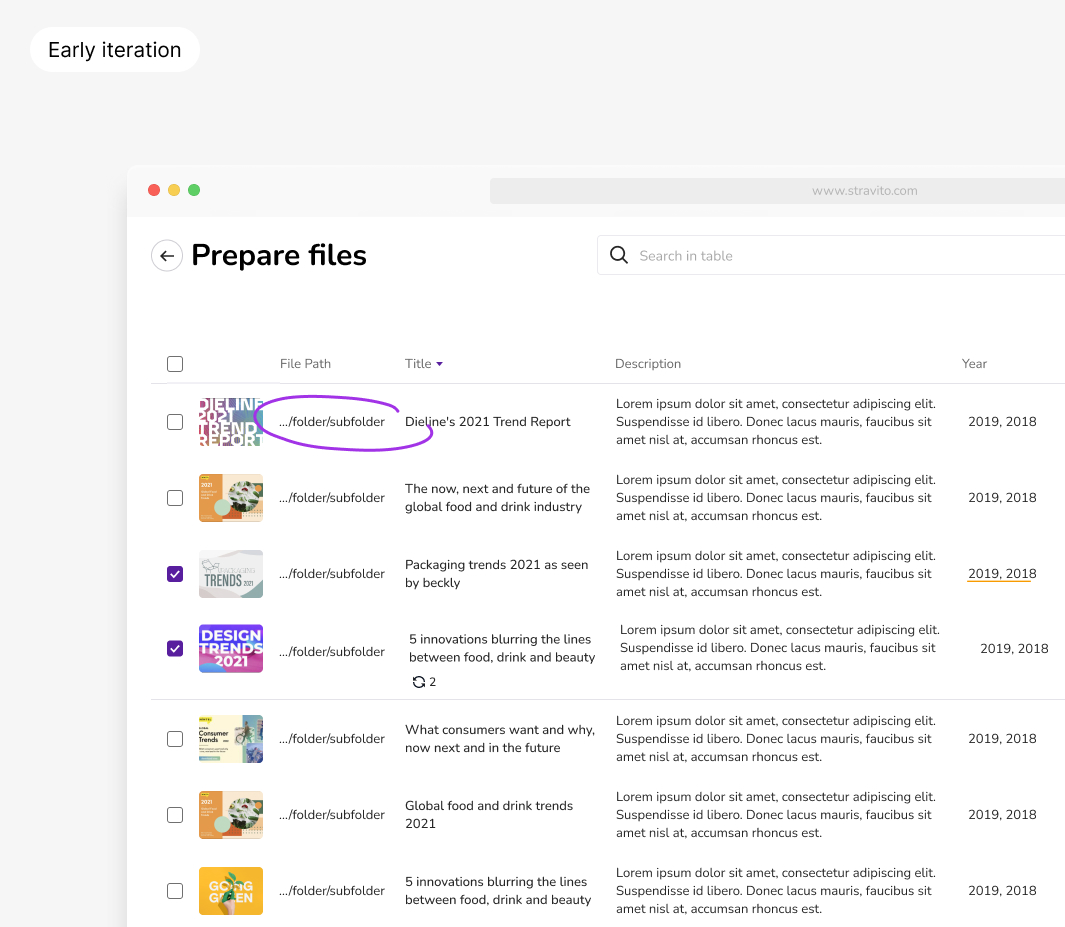 Early iteration
www.stravito.com
Prepare files
Search in table
File Path
Title
Description
Year
DIELINE
2021
TREND
REPORT
.../folder/subfolder
Dieline's 2021 Trend Report
Lorem ipsum dolor sit amet, consectetur adipiscing elit.
Suspendisse id libero. Donec lacus mauris, faucibus sit
amet nisl at, accumsan rhoncus est.
2019, 2018
2021
.../folder/subfolder
The now, next and future of the
global food and drink industry
Lorem ipsum dolor sit amet, consectetur adipiscing elit.
Suspendisse id libero. Donec lacus mauris, faucibus sit
amet nisl at, accumsan rhoncus est.
2019, 2018
PACKAGING
TRENDS 2021
.../folder/subfolder
Packaging trends 2021 as seen
by beckly
Lorem ipsum dolor sit amet, consectetur adipiscing elit.
Suspendisse id libero. Donec lacus mauris, faucibus sit
amet nisl at, accumsan rhoncus est.
2019, 2018
DESIGN
TRENDS
2021
.../folder/subfolder
5 innovations blurring the lines
between food, drink and beauty
2
Lorem ipsum dolor sit amet, consectetur adipiscing elit.
Suspendisse id libero. Donec lacus mauris, faucibus sit
amet nisl at, accumsan rhoncus est.
2019, 2018
Consumer
Trends
.../folder/subfolder
What consumers want and why,
now next and in the future
Lorem ipsum dolor sit amet, consectetur adipiscing elit.
Suspendisse id libero. Donec lacus mauris, faucibus sit
amet nisl at, accumsan rhoncus est.
2019, 2018
2021
.../folder/subfolder
Global food and drink trends
2021
Lorem ipsum dolor sit amet, consectetur adipiscing elit.
Suspendisse id libero. Donec lacus mauris, faucibus sit
amet nisl at, accumsan rhoncus est.
2019, 2018
GOING
GREEN
.../folder/subfolder
5 innovations blurring the lines
between food, drink and beauty
Lorem ipsum dolor sit amet, consectetur adipiscing elit.
Suspendisse id libero. Donec lacus mauris, faucibus sit
amet nisl at, accumsan rhoncus est.
2019, 2018